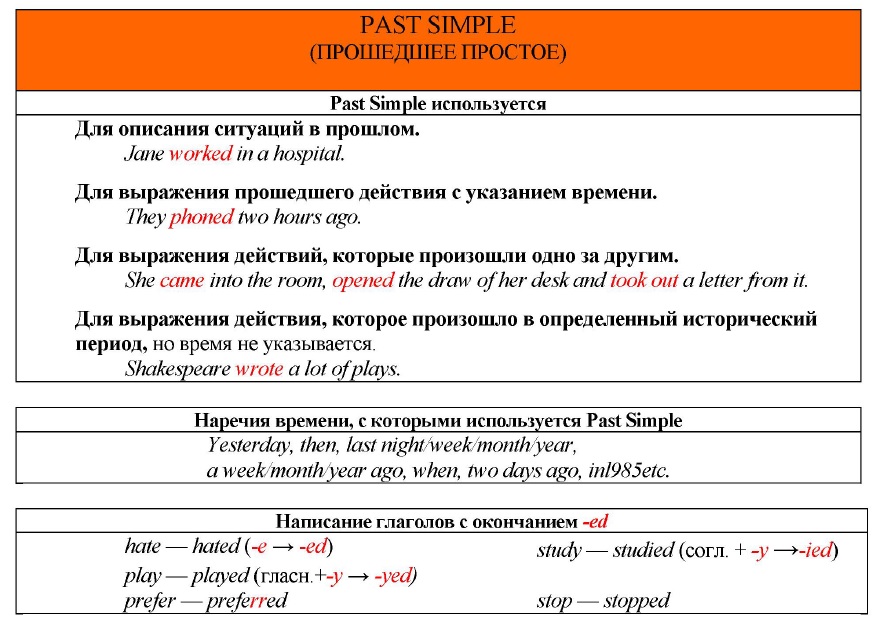 PAST SIMPLE
(ПРОШЕДШЕЕ ПРОСТОЕ)
Past Simple используется
Для описания ситуаций в прошлом.
Jane worked in a hospital.
Для выражения прошедшего действия с указанием времени.
They phoned two hours ago.
Для выражения действий, которые произошли одно за другим.
She came into the room, opened the draw of her desk and took out a letter from it.
Для выражения действия, которое произошло в определенный исторический
период, но время не указывается.
Shakespeare wrote a lot of plays.
Наречия времени, с которыми используется Past Simple
Yesterday, then, last night/week/month/year,
a week/month/year ago, when, two days ago, inl985etc.
Написание глаголов с окончанием -ed
hate — hated (-e → -ed)
study — studied (согл. + -y →-ied)
play — played (гласн.+-y → -yed)
prefer — preferred
stop — stopped